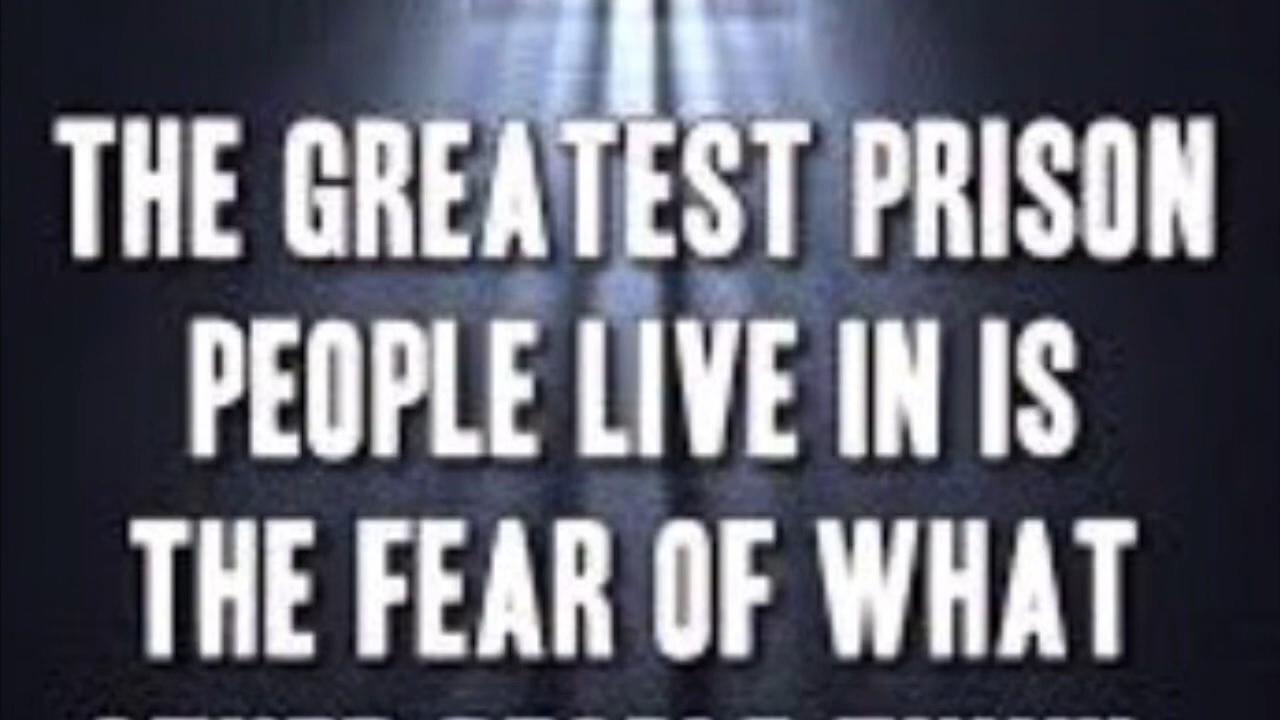 THE GREATEST PRISON
PEOPLE LIVE IN IS
THE FEAR OF WHAT